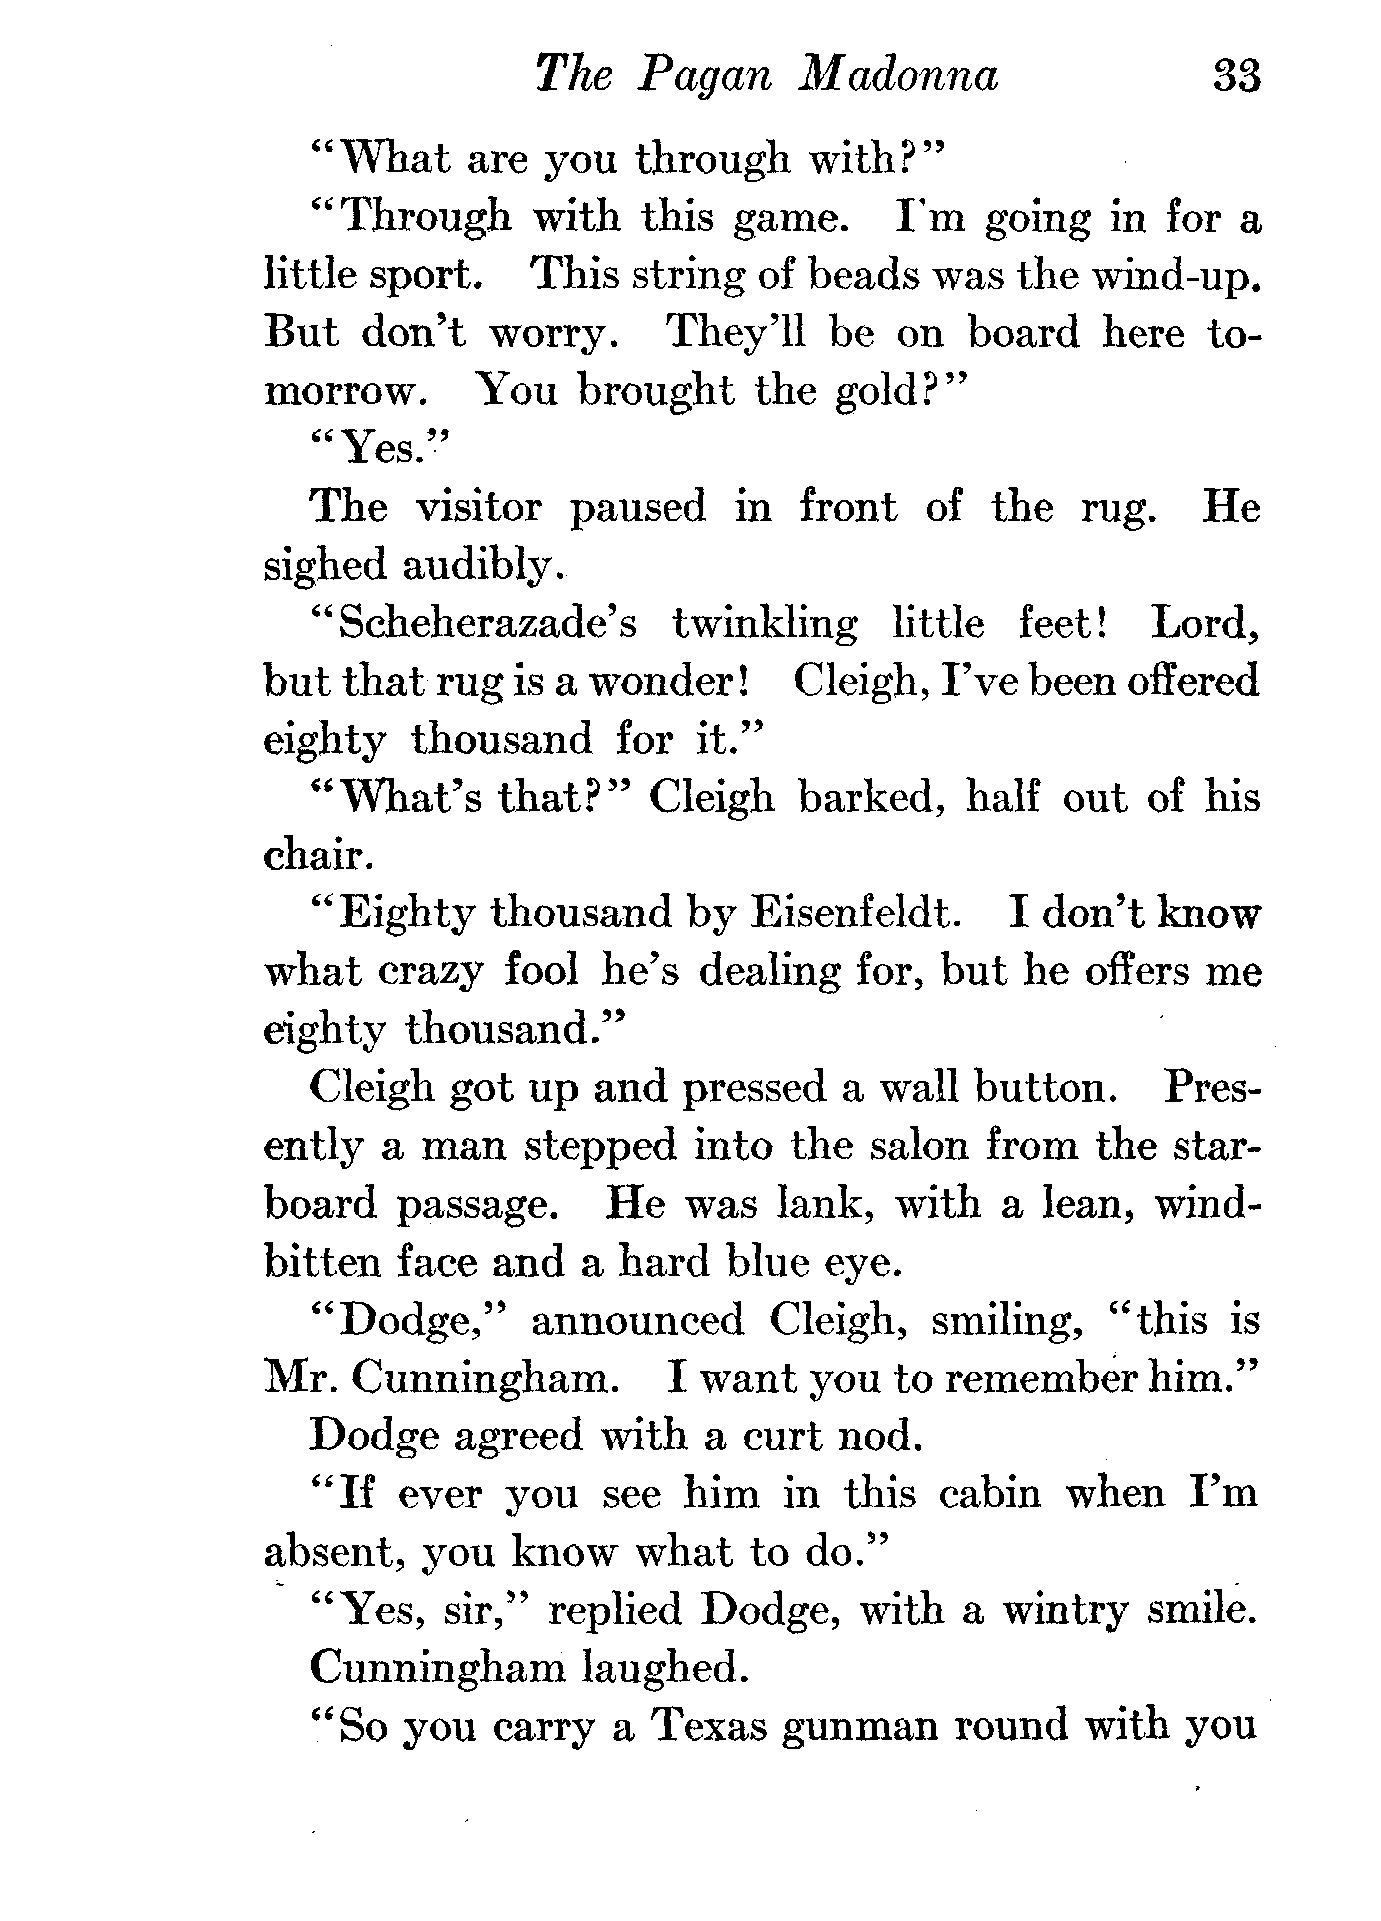 The Pagan Madonna 33
“What are you through with?”
“Through with this game. I'm going in for a
little sport. This string of beads was the wind-up.
But don’t worry. They’ll be on board here to-
morrow. You brought the gold?”
“Yes.”
The visitor paused in front of the rug. He
sighed audibly.
“Scheherazade’s twinkling little feet! Lord,
but that rug is a wonder! Cleigh, I’ve been offered
eighty thousand for it.”
“What’s that?” Cleigh barked, half out of his
chair.
“Eighty thousand by Eisenfeldt. I don’t know
what crazy fool he’s dealing for, but he offers me
eighty thousand.”
Cleigh got up and pressed a wall button. Pres-
ently a man stepped into the salon from the star-
board passage. He was lank, with a lean, wind-
bitten face and a hard blue eye.
“Dodge,” announced Cleigh, smiling, “this is
Mr. Cunningham. I want you to remember him.”
Dodge agreed with a curt nod.
“If ever you see him in this cabin when I’m
absent, you know what to do.”
“Yes, sir,” replied Dodge, with a wintry smile.
Cunningham laughed.
“So you carry a Texas gunman round with you